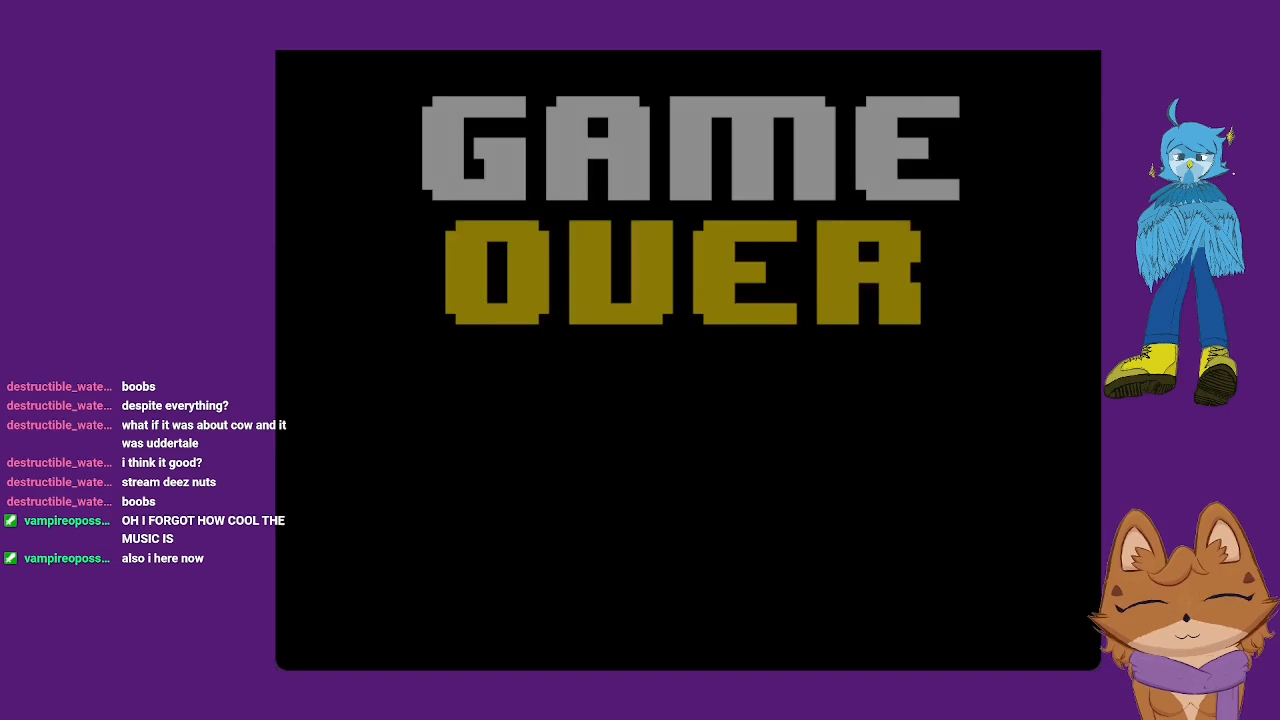 GAME
OVER
destructible_wate... boobs
destructible_wate... despite everything?
destructible_wate... what if it was about cow and it
was uddertale
destructible_wate... i think it good?
destructible_wate... stream deez nuts
destructible_wate... boobs
vampireoposs... OH I FORGOT HOW COOL THE
MUSIC IS
vampireoposs... also i here now